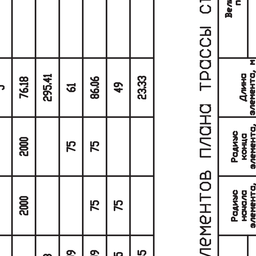 2000 2000 76.18
295.41
75 61
75 75 86.06
75 49
23.33
лементов плана трассы
Радиус
начала
элемента,
Радиус
конца
элемента,
Длина
элемента, м
Вели